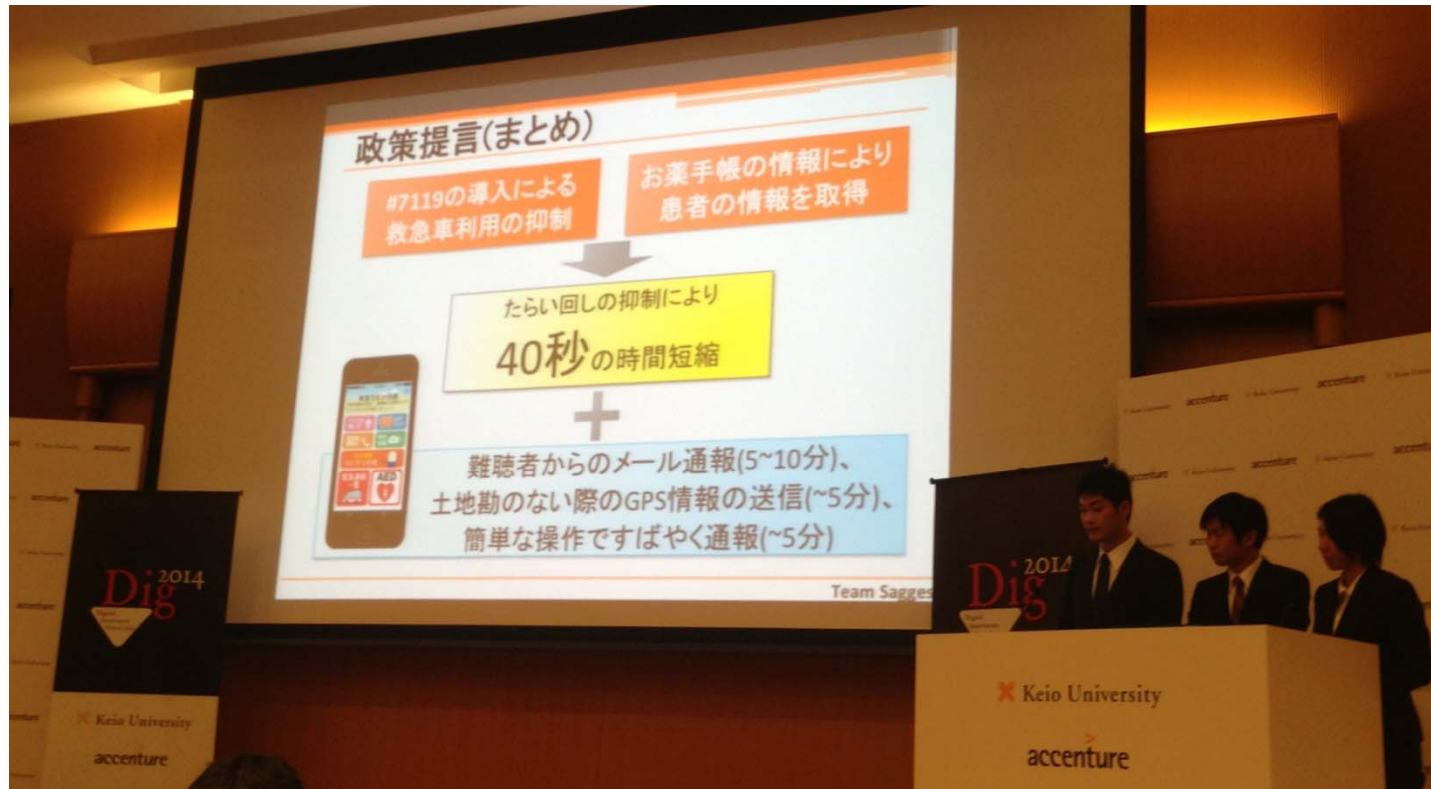 政策提言(まとめ)
#7119の導入による
救急車利用の抑制
お薬手帳の情報により
患者の情報を取得
たらい回しの抑制により
40秒の時間短縮
+
難聴者からのメール通報(5~10分)、
土地勘のない際のGPS情報の送信(~5分)、
簡単な操作ですばやく通報(~5分)
AED
Team Sagges
Dig 2014
Keio University
accenture
Dig 2014
Keio University
accenture
accenture
accenture
accenture
Keio University